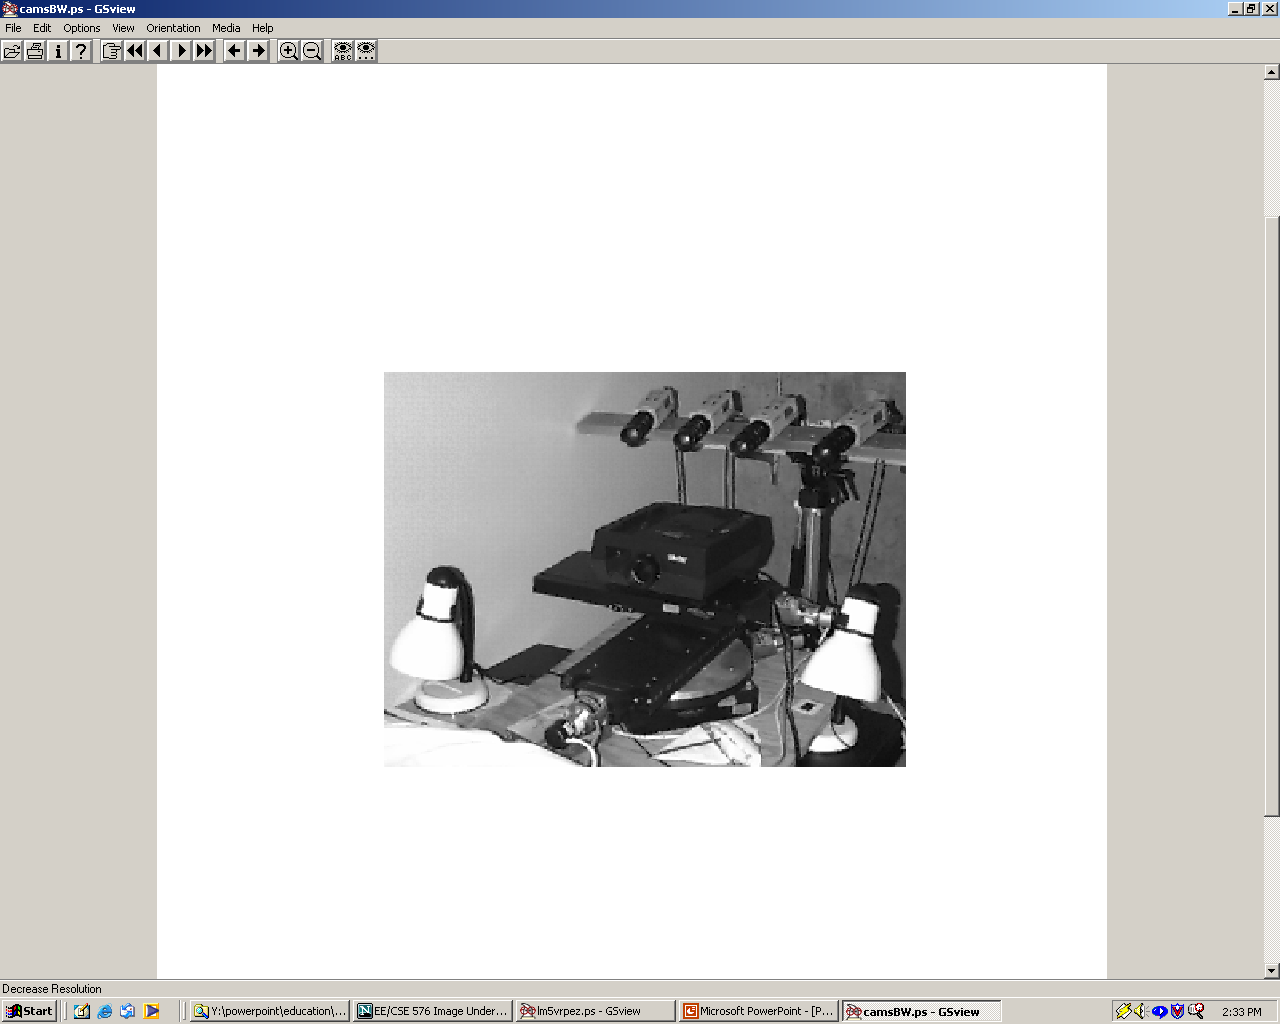 camsBW.ps - GSview
File Edit Options View Orientation Media Help
ABC
Decrease Resolution
Start Y:\powerpoint\education\... EE/CSE 576 Image Under... lm5vrpez.ps - GSview Microsoft PowerPoint - [P... camsBW.ps - GSview 2:33 PM